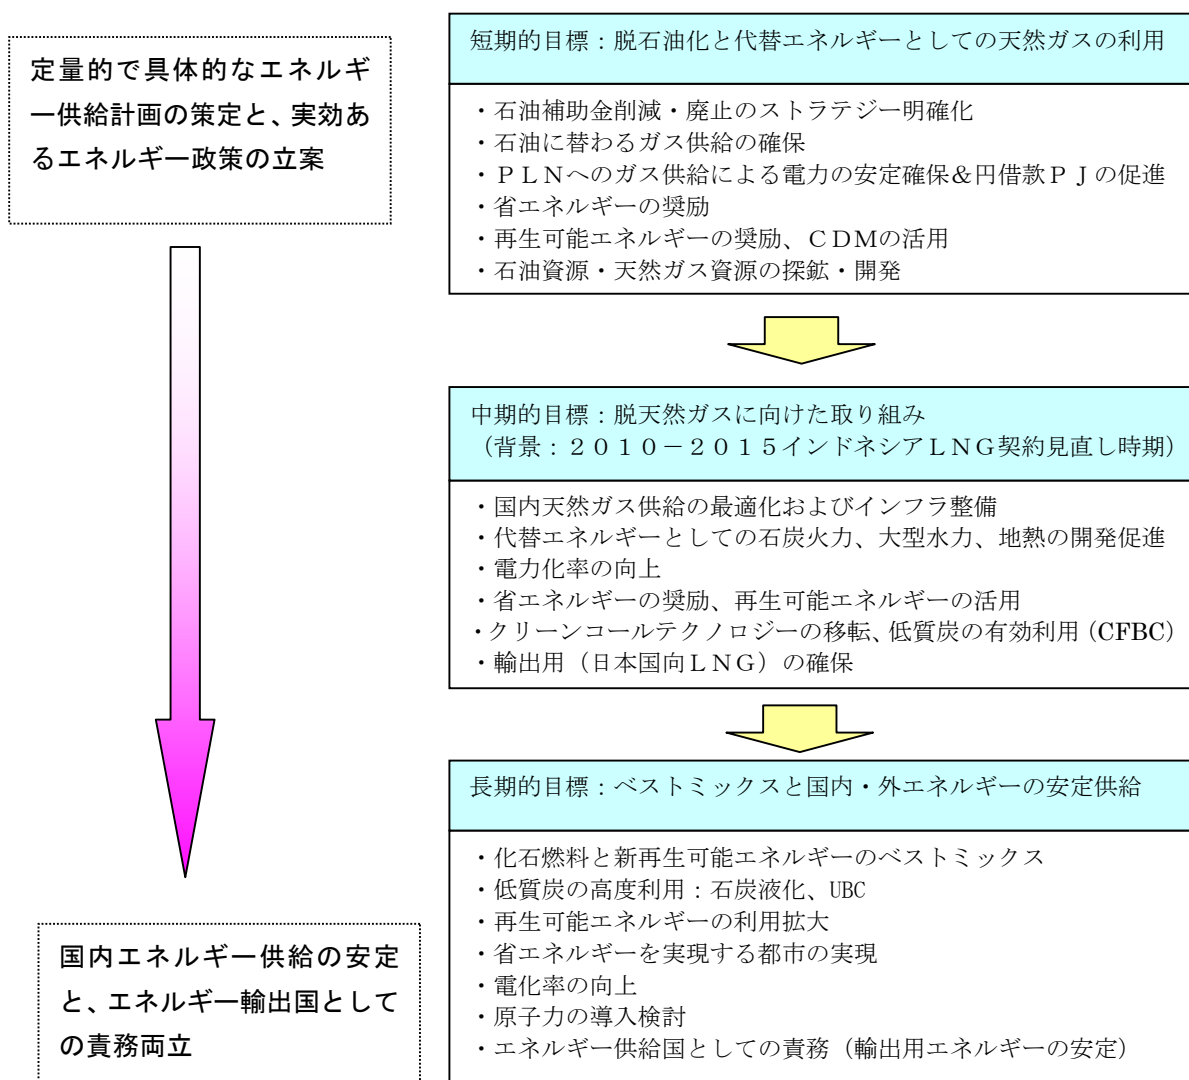 定量的で具体的なエネルギ
ー供給計画の策定と、実効あ
るエネルギー政策の立案
短期的目標：脱石油化と代替エネルギーとしての天然ガスの利用
・石油補助金削減・廃止のストラテジー明確化
・石油に替わるガス供給の確保
・ＰＬＮへのガス供給による電力の安定確保＆円借款ＰＪの促進
・省エネルギーの奨励
・再生可能エネルギーの奨励、ＣＤＭの活用
・石油資源・天然ガス資源の探鉱・開発
中期的目標：脱天然ガスに向けた取り組み
（背景：２０１０－２０１５インドネシアＬＮＧ契約見直し時期）
・国内天然ガス供給の最適化およびインフラ整備
・代替エネルギーとしての石炭火力、大型水力、地熱の開発促進
・電力化率の向上
・省エネルギーの奨励、再生可能エネルギーの活用
・クリーンコールテクノロジーの移転、低質炭の有効利用（CFBC）
・輸出用（日本国向ＬＮＧ）の確保
長期的目標：ベストミックスと国内・外エネルギーの安定供給
・化石燃料と新再生可能エネルギーのベストミックス
・低質炭の高度利用：石炭液化、UBC
・再生可能エネルギーの利用拡大
・省エネルギーを実現する都市の実現
・電化率の向上
・原子力の導入検討
・エネルギー供給国としての責務（輸出用エネルギーの安定）
国内エネルギー供給の安定
と、エネルギー輸出国として
の責務両立